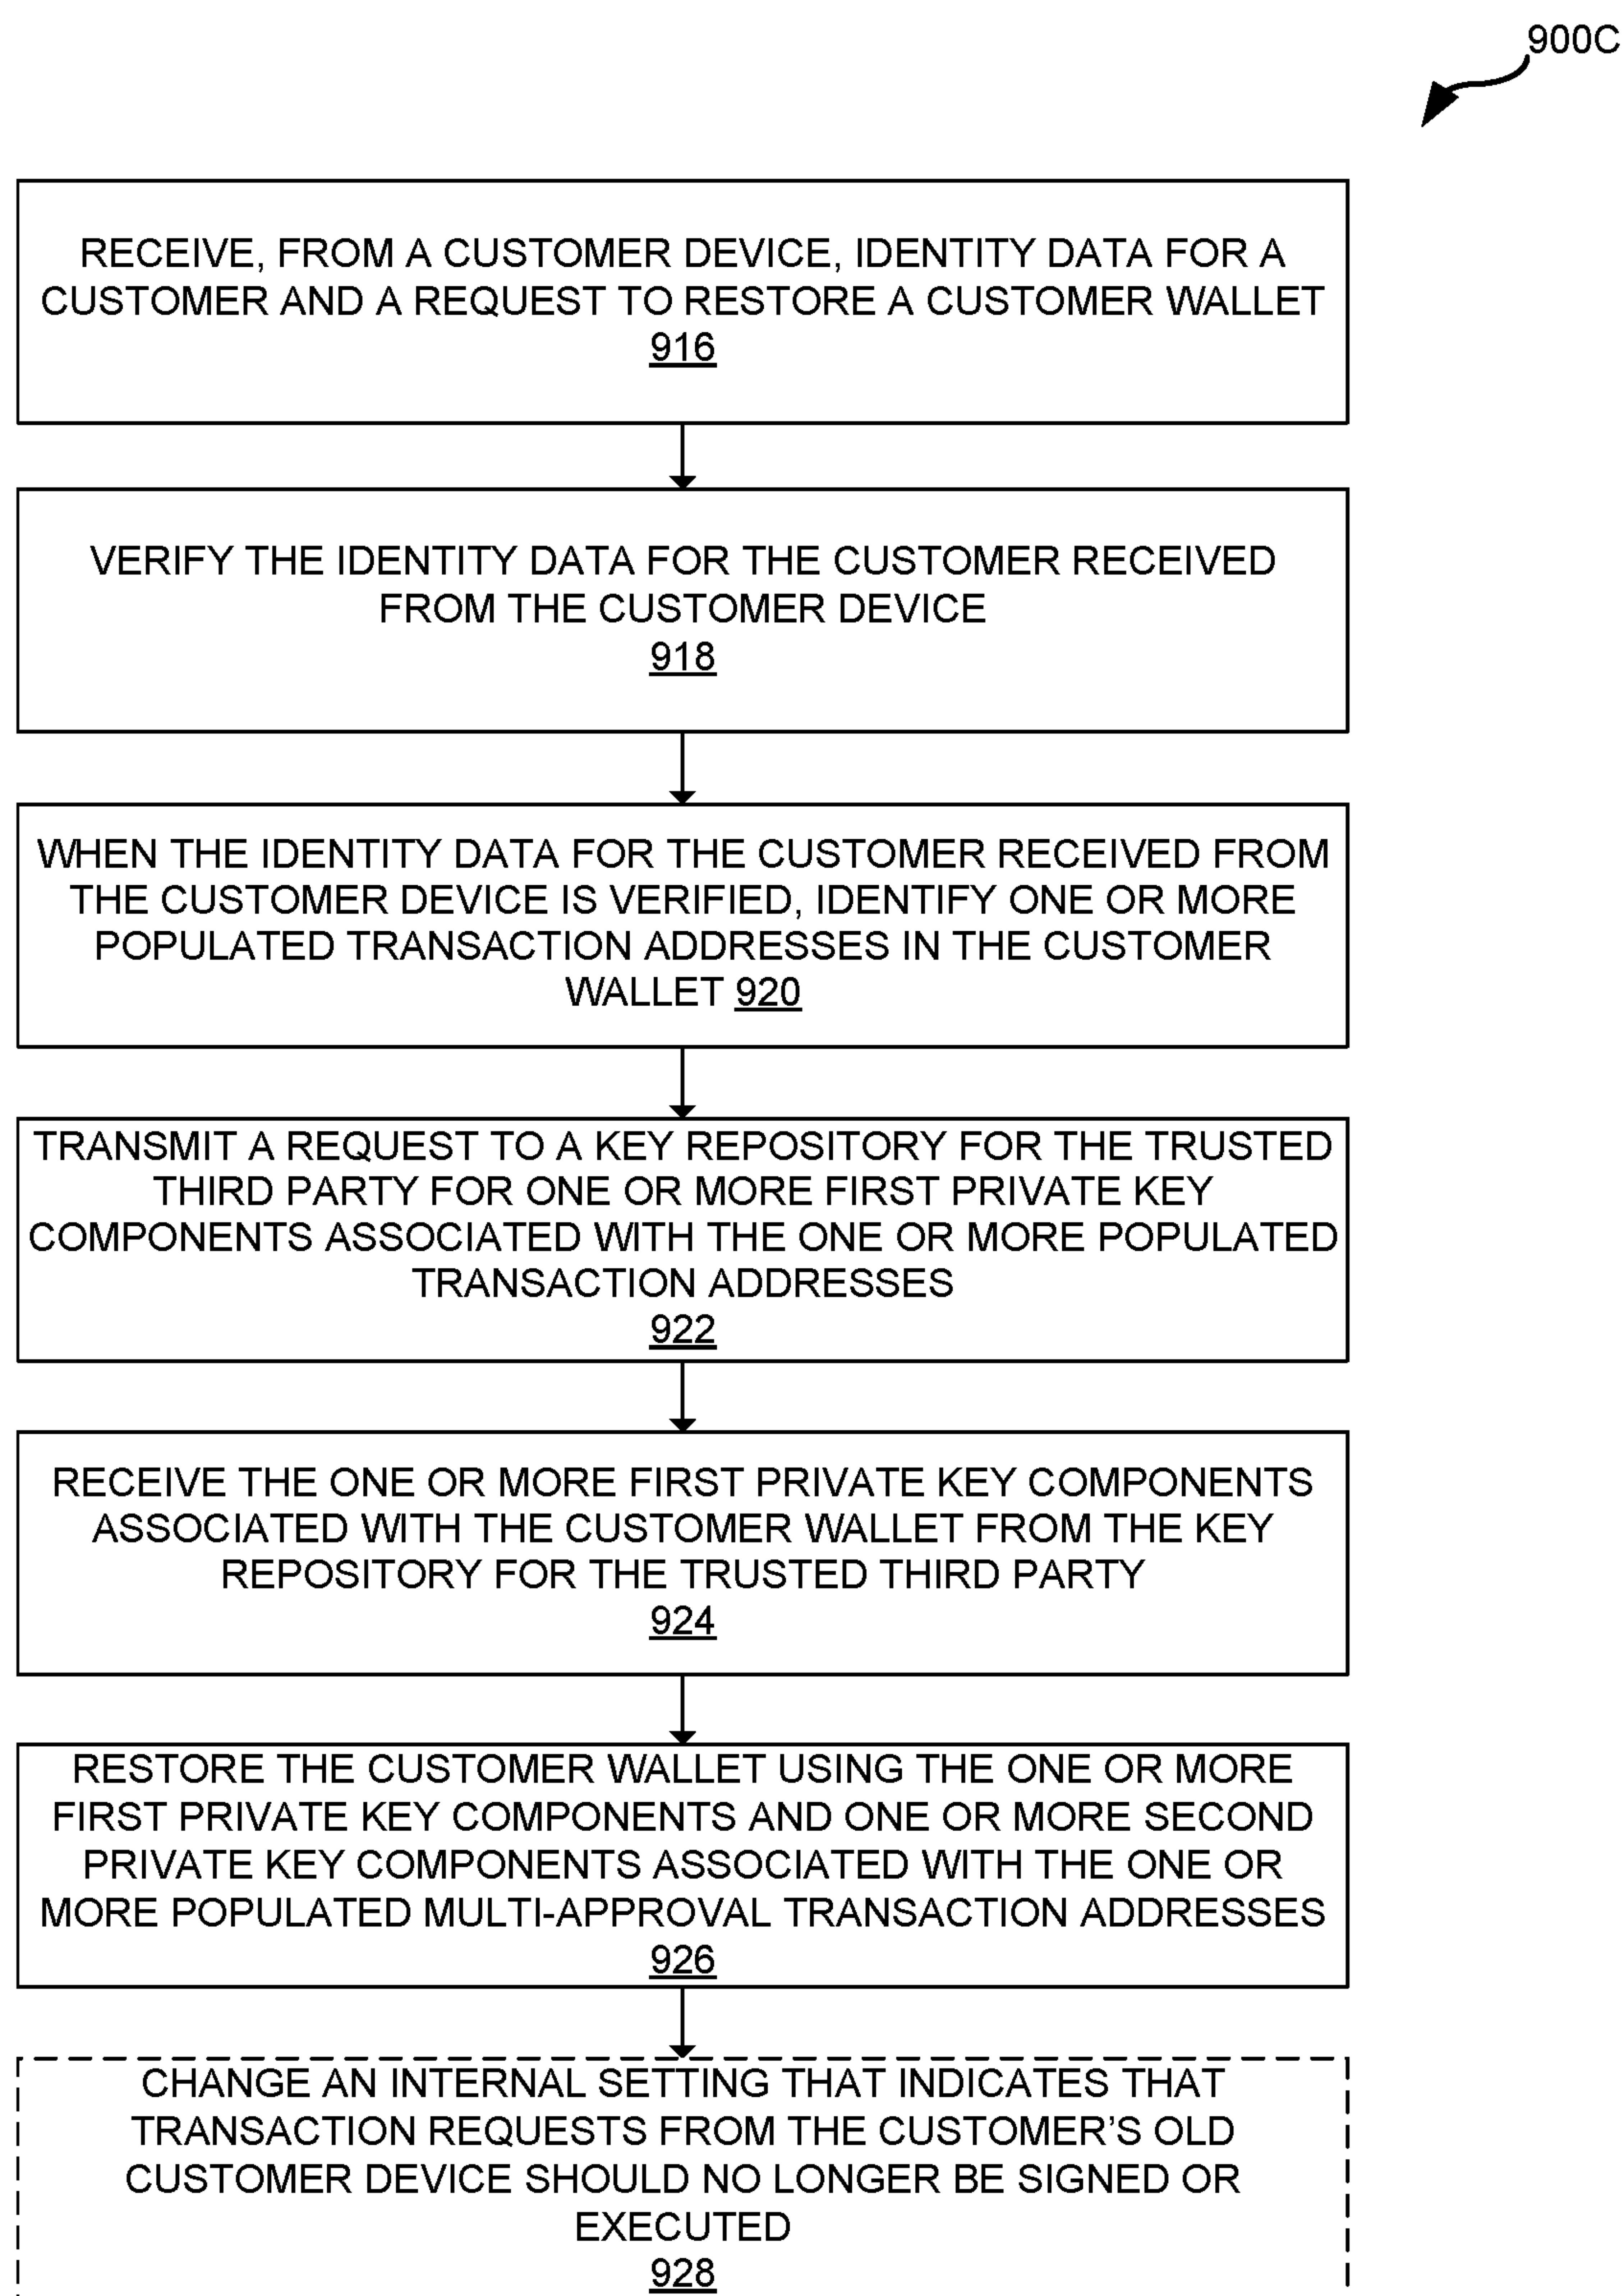 900C
RECEIVE, FROM A CUSTOMER DEVICE, IDENTITY DATA FOR A
CUSTOMER AND A REQUEST TO RESTORE A CUSTOMER WALLET
916
VERIFY THE IDENTITY DATA FOR THE CUSTOMER RECEIVED
FROM THE CUSTOMER DEVICE
918
WHEN THE IDENTITY DATA FOR THE CUSTOMER RECEIVED FROM
THE CUSTOMER DEVICE IS VERIFIED, IDENTIFY ONE OR MORE
POPULATED TRANSACTION ADDRESSES IN THE CUSTOMER
WALLET 920
TRANSMIT A REQUEST TO A KEY REPOSITORY FOR THE TRUSTED
THIRD PARTY FOR ONE OR MORE FIRST PRIVATE KEY
COMPONENTS ASSOCIATED WITH THE ONE OR MORE POPULATED
TRANSACTION ADDRESSES
922
RECEIVE THE ONE OR MORE FIRST PRIVATE KEY COMPONENTS
ASSOCIATED WITH THE CUSTOMER WALLET FROM THE KEY
REPOSITORY FOR THE TRUSTED THIRD PARTY
924
RESTORE THE CUSTOMER WALLET USING THE ONE OR MORE
FIRST PRIVATE KEY COMPONENTS AND ONE OR MORE SECOND
PRIVATE KEY COMPONENTS ASSOCIATED WITH THE ONE OR
MORE POPULATED MULTI-APPROVAL TRANSACTION ADDRESSES
926
CHANGE AN INTERNAL SETTING THAT INDICATES THAT
TRANSACTION REQUESTS FROM THE CUSTOMER’S OLD
CUSTOMER DEVICE SHOULD NO LONGER BE SIGNED OR
EXECUTED
928